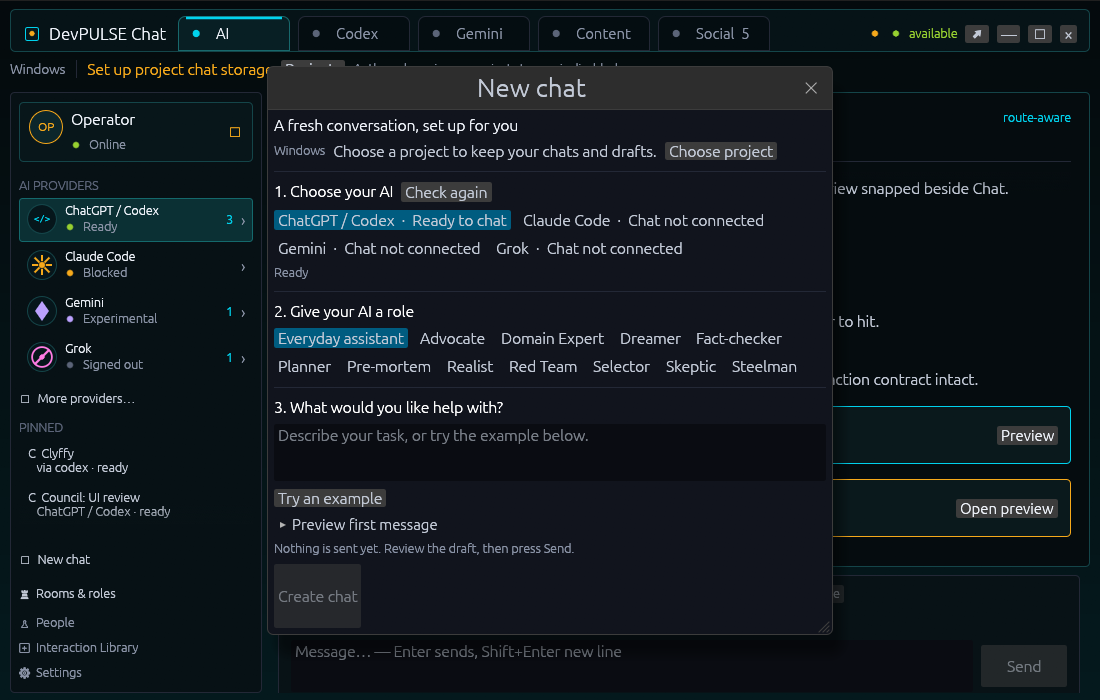 DevPULSE Chat
AI
Codex
Gemini
Content
Social 5
available
Windows
Set up project chat storage
OP
Operator
Online
AI PROVIDERS
</> ChatGPT / Codex
Ready
3 ›
Claude Code
Blocked
›
Gemini
Experimental
1 ›
Grok
Signed out
1 ›
More providers…
PINNED
C Clyffy
via codex · ready
C Council: UI review
ChatGPT / Codex · ready
New chat
Rooms & roles
People
Interaction Library
Settings
New chat
A fresh conversation, set up for you
Windows Choose a project to keep your chats and drafts. Choose project
1. Choose your AI Check again
ChatGPT / Codex · Ready to chat Claude Code · Chat not connected
Gemini · Chat not connected Grok · Chat not connected
Ready
2. Give your AI a role
Everyday assistant Advocate Domain Expert Dreamer Fact-checker
Planner Pre-mortem Realist Red Team Selector Skeptic Steelman
3. What would you like help with?
Describe your task, or try the example below.
Try an example
Preview first message
Nothing is sent yet. Review the draft, then press Send.
Create chat
route-aware
snapped beside Chat.
to hit.
contract intact.
Preview
Open preview
Message… — Enter sends, Shift+Enter new line
Send